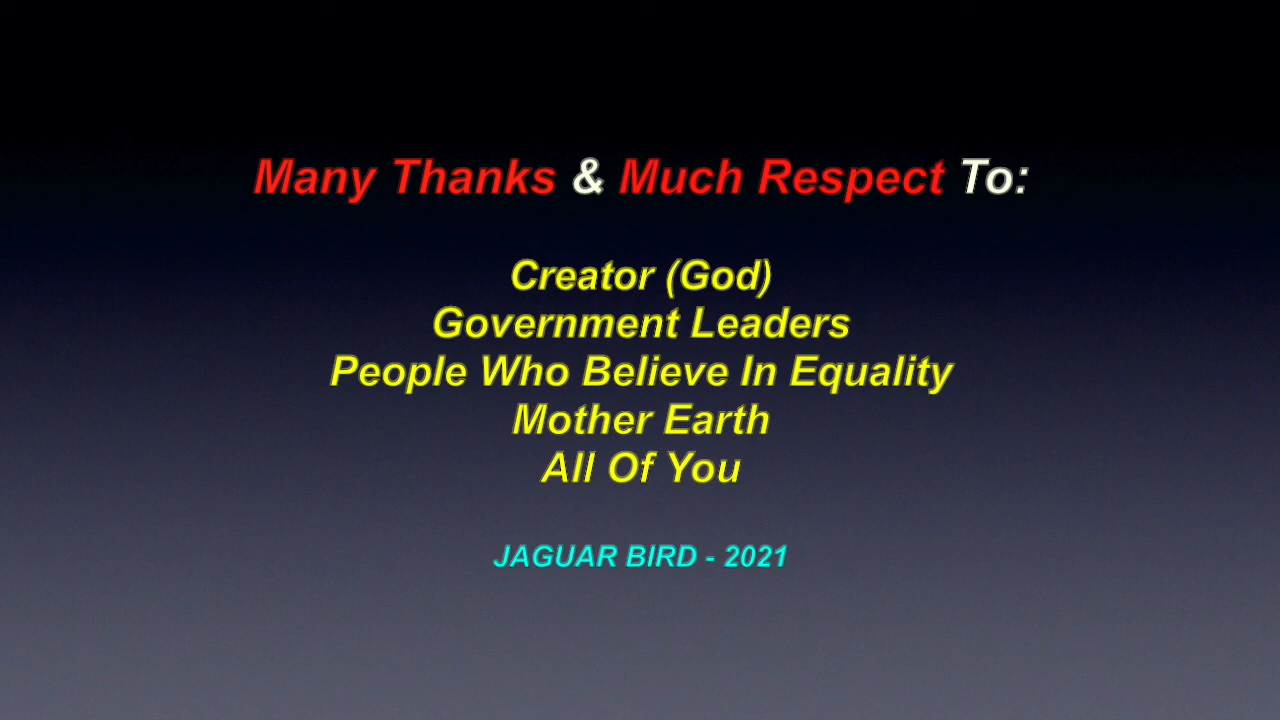 Many Thanks & Much Respect To:
Creator (God)
Government Leaders
People Who Believe In Equality
Mother Earth
All Of You
JAGUAR BIRD - 2021